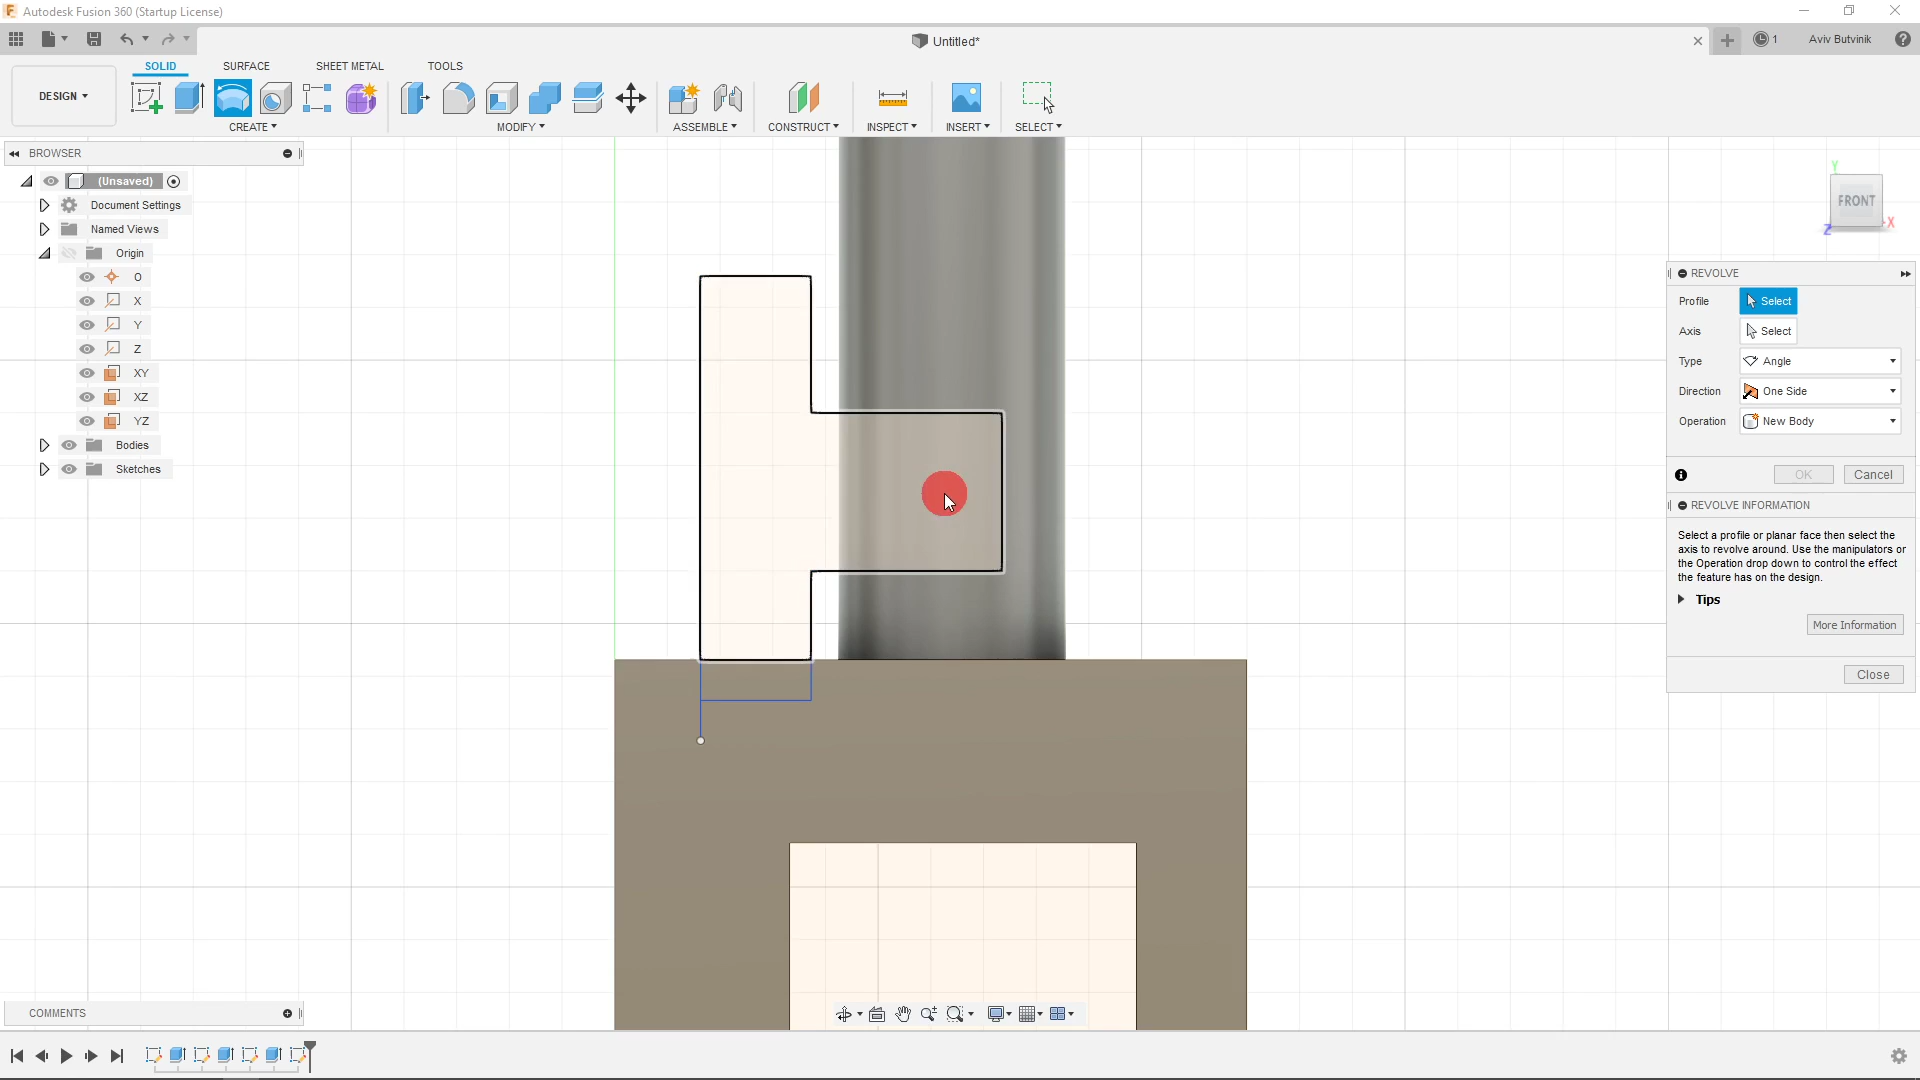 Autodesk Fusion 360 (Startup License)
Untitled*
1
Aviv Butvinik
DESIGN
SOLID
SURFACE
SHEET METAL
TOOLS
CREATE
MODIFY
ASSEMBLE
CONSTRUCT
INSPECT
INSERT
SELECT
BROWSER
(Unsaved)
Document Settings
Named Views
Origin
O
X
Y
Z
XY
XZ
YZ
Bodies
Sketches
Y
FRONT
Z
X
REVOLVE
Profile
Select
Axis
Select
Type
Angle
Direction
One Side
Operation
New Body
OK
Cancel
REVOLVE INFORMATION
Select a profile or planar face then select the
axis to revolve around. Use the manipulators or
the Operation drop down to control the effect
the feature has on the design.
Tips
More Information
Close
COMMENTS